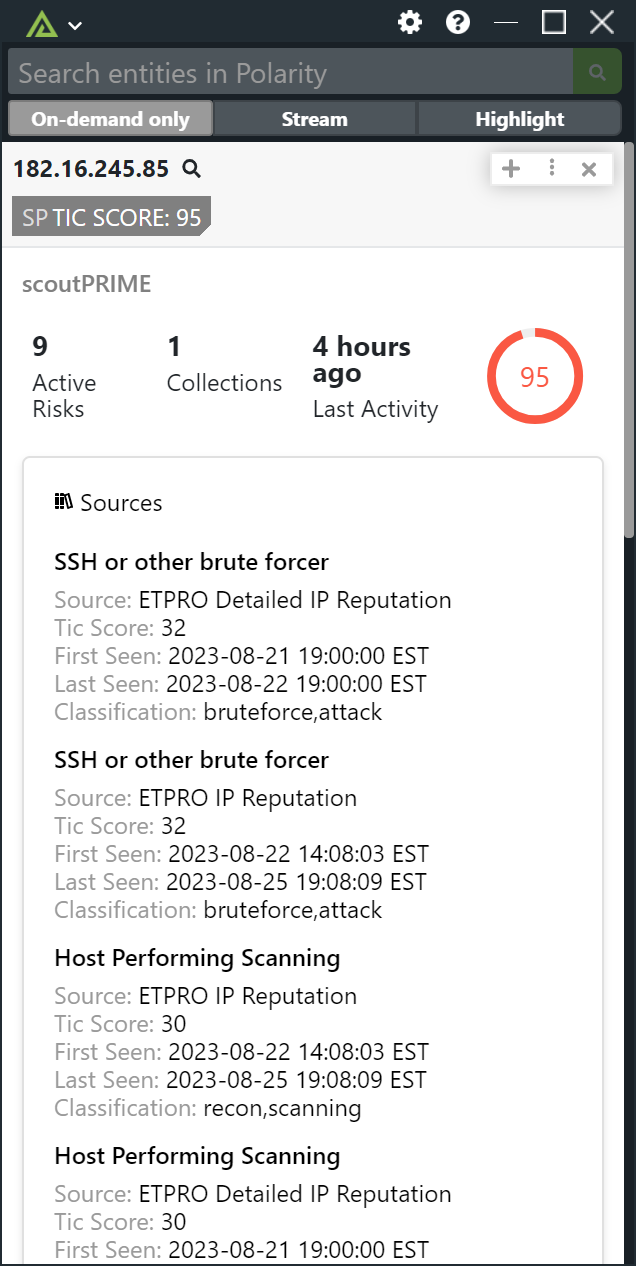 Search entities in Polarity
On-demand only
Stream
Highlight
182.16.245.85
SP TIC SCORE: 95
scoutPRIME
9
Active
Risks
1
Collections
4 hours
ago
Last Activity
95
Sources
SSH or other brute forcer
Source: ETPRO Detailed IP Reputation
Tic Score: 32
First Seen: 2023-08-21 19:00:00 EST
Last Seen: 2023-08-22 19:00:00 EST
Classification: bruteforce,attack
SSH or other brute forcer
Source: ETPRO IP Reputation
Tic Score: 32
First Seen: 2023-08-22 14:08:03 EST
Last Seen: 2023-08-25 19:08:09 EST
Classification: bruteforce,attack
Host Performing Scanning
Source: ETPRO IP Reputation
Tic Score: 30
First Seen: 2023-08-22 14:08:03 EST
Last Seen: 2023-08-25 19:08:09 EST
Classification: recon,scanning
Host Performing Scanning
Source: ETPRO Detailed IP Reputation
Tic Score: 30
First Seen: 2023-08-21 19:00:00 EST